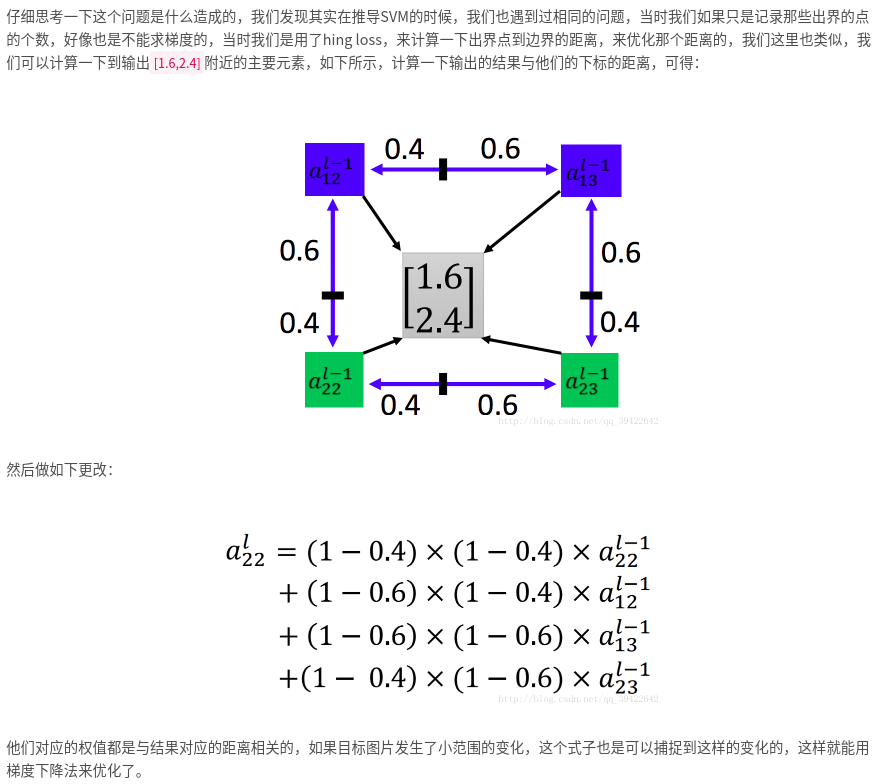 仔细思考一下这个问题是什么造成的，我们发现其实在推导SVM的时候，我们也遇到过相同的问题，当时我们如果只是记录那些出界的点
的个数，好像也是不能求梯度的，当时我们是用了hing loss，来计算一下出界点到边界的距离，来优化那个距离的，我们这里也类似，我
们可以计算一下到输出 [1.6,2.4] 附近的主要元素，如下所示，计算一下输出的结果与他们的下标的距离，可得：
0.4 0.6
a_{12}^{l-1} a_{13}^{l-1}
0.6 0.6
[1.6
2.4]
0.4 0.4
a_{22}^{l-1} a_{23}^{l-1}
0.4 0.6
http://blog.csdn.net/qq_39422642
然后做如下更改：
a_{22}^{l} = (1 − 0.4) × (1 − 0.4) × a_{22}^{l-1}
+ (1 − 0.6) × (1 − 0.4) × a_{12}^{l-1}
+ (1 − 0.6) × (1 − 0.6) × a_{13}^{l-1}
+(1 − 0.4) × (1 − 0.6) × a_{23}^{l-1}
http://blog.csdn.net/qq_39422642
他们对应的权值都是与结果对应的距离相关的，如果目标图片发生了小范围的变化，这个式子也是可以捕捉到这样的变化的，这样就能用
梯度下降法来优化了。